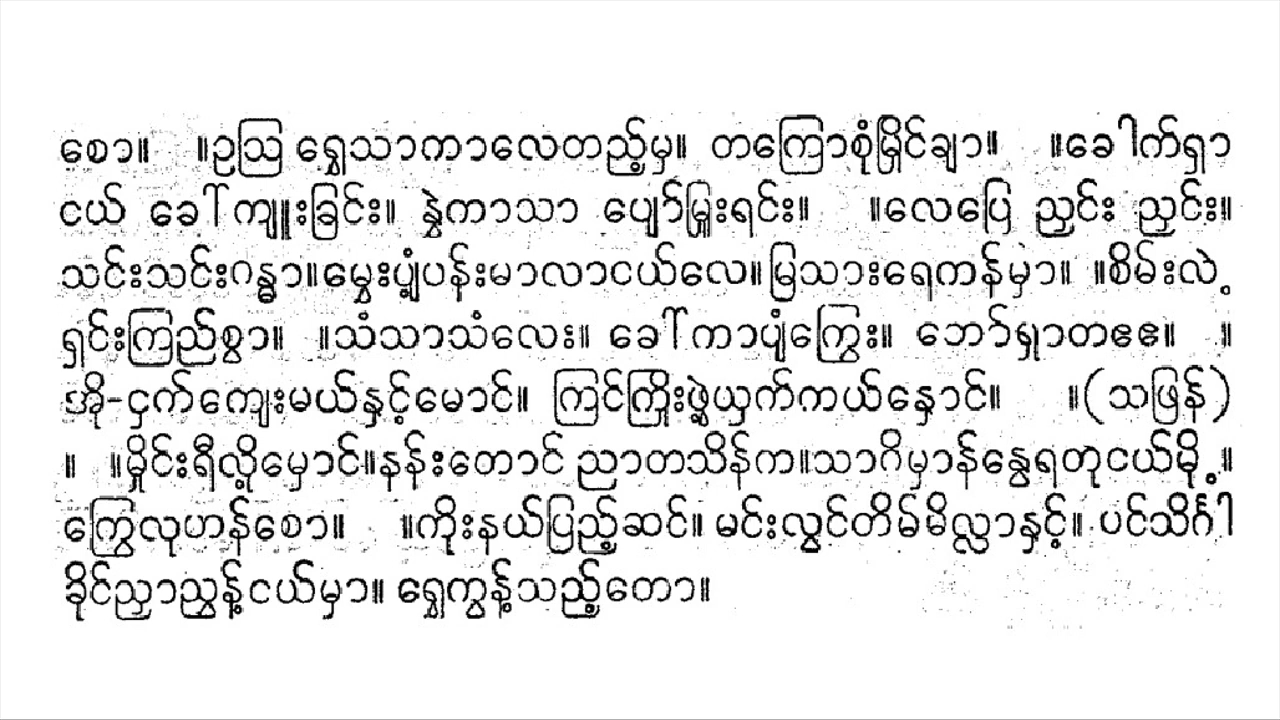 စော။ ။ဥဩ ရွှေသာကာလေတည့်မှ။ တကြောစုံမြှိုင်ချာ။ ။ခေါက်ရှာ
ငယ် ခေါ်ကျူးခြင်း။ နွဲ့ကာသာ ပျော်မြူးရင်း။ ။လေပြေ ညှင်း ညှင်း။
သင်းသင်းဂန္ဓာ။မွှေးပျံ့ပန်းမာလာငယ်လေ။မြသားရေကန်မှာ။ ။စိမ်းလဲ့
ရှင်းကြည်စွာ။ ။သံသာသံလေး။ ခေါ်ကာပျံကြွေး။ ဘော်ရှာတဧဧ။ ။
အို-ငှက်ကျေးမယ်နှင့်မောင်။ ကြင်ကြိုးဖွဲ့ယှက်ကယ်နှောင်။ ။(သဖြန်)
။ ။မှိုင်းရီလို့မှောင်။နန်းတောင် ညာတသိန်က။သာဂိမှာန်နွေရတုငယ်မို့။
ကြွေလုဟန်စော။ ။ကိုးနယ်ပြည့်ဆင်။ မင်းလွင်တိမ်မိလ္လာနှင့်။ ပင်သိင်္ဂါ
ခိုင်ညှာညွှန့်ငယ်မှာ။ ရွှေကွန့်သည့်တော။